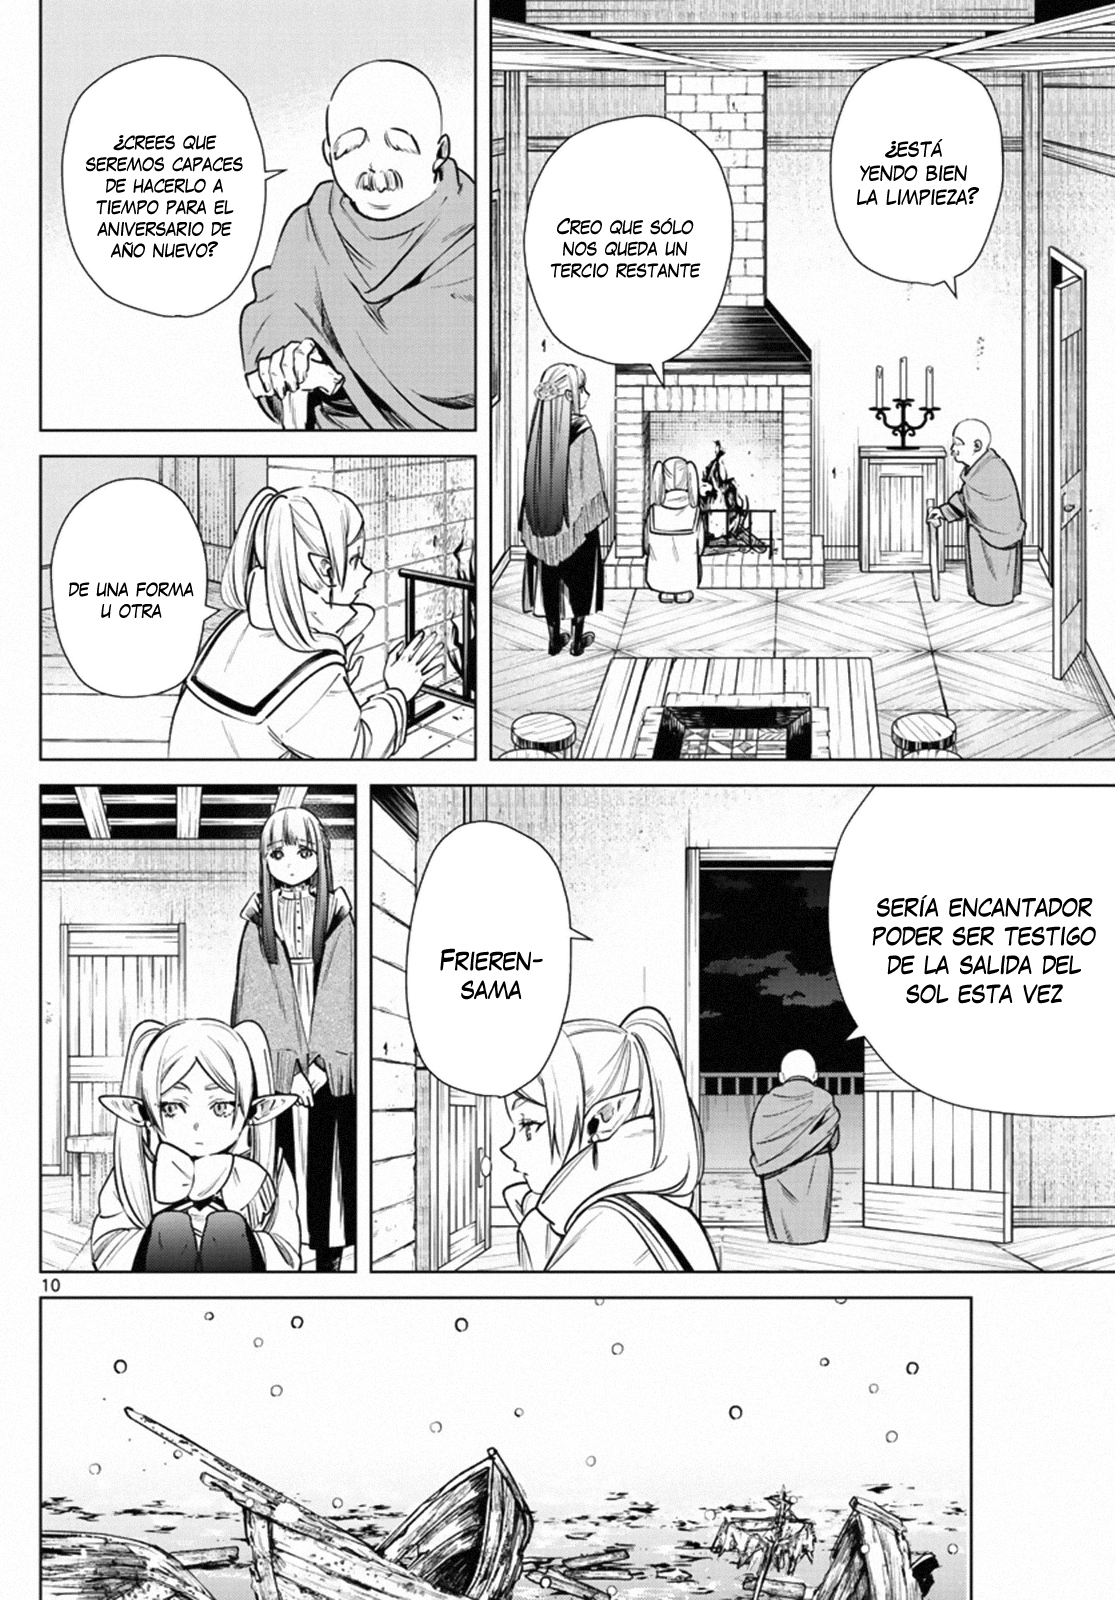 ¿ESTÁ
YENDO BIEN
LA LIMPIEZA?
CREO QUE SÓLO
NOS QUEDA UN
TERCIO RESTANTE
¿CREES QUE
SEREMOS CAPACES
DE HACERLO A
TIEMPO PARA EL
ANIVERSARIO DE
AÑO NUEVO?
DE UNA FORMA
U OTRA
SERÍA ENCANTADOR
PODER SER TESTIGO
DE LA SALIDA DEL
SOL ESTA VEZ
FRIEREN-
SAMA
10